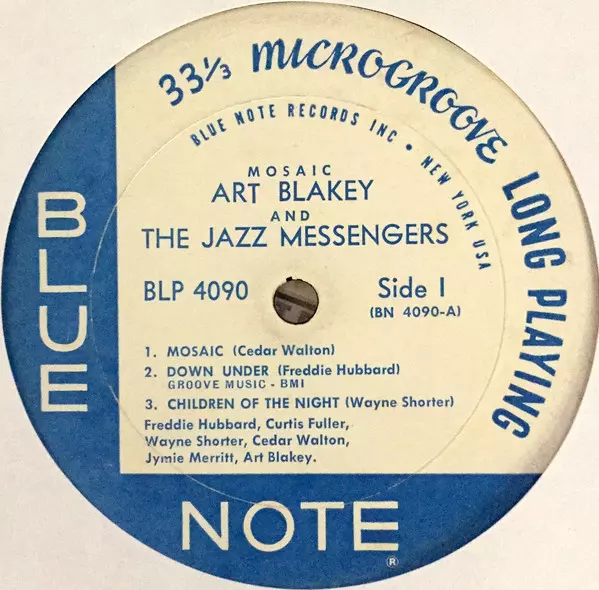 33⅓ MICROGROOVE LONG PLAYING
BLUE NOTE RECORDS INC • NEW YORK USA
MOSAIC
ART BLAKEY
AND
THE JAZZ MESSENGERS
BLP 4090
Side 1
(BN 4090-A)
1. MOSAIC (Cedar Walton)
2. DOWN UNDER (Freddie Hubbard)
GROOVE MUSIC - BMI
3. CHILDREN OF THE NIGHT (Wayne Shorter)
Freddie Hubbard, Curtis Fuller,
Wayne Shorter, Cedar Walton,
Jymie Merritt, Art Blakey.
BLUE
NOTE
®